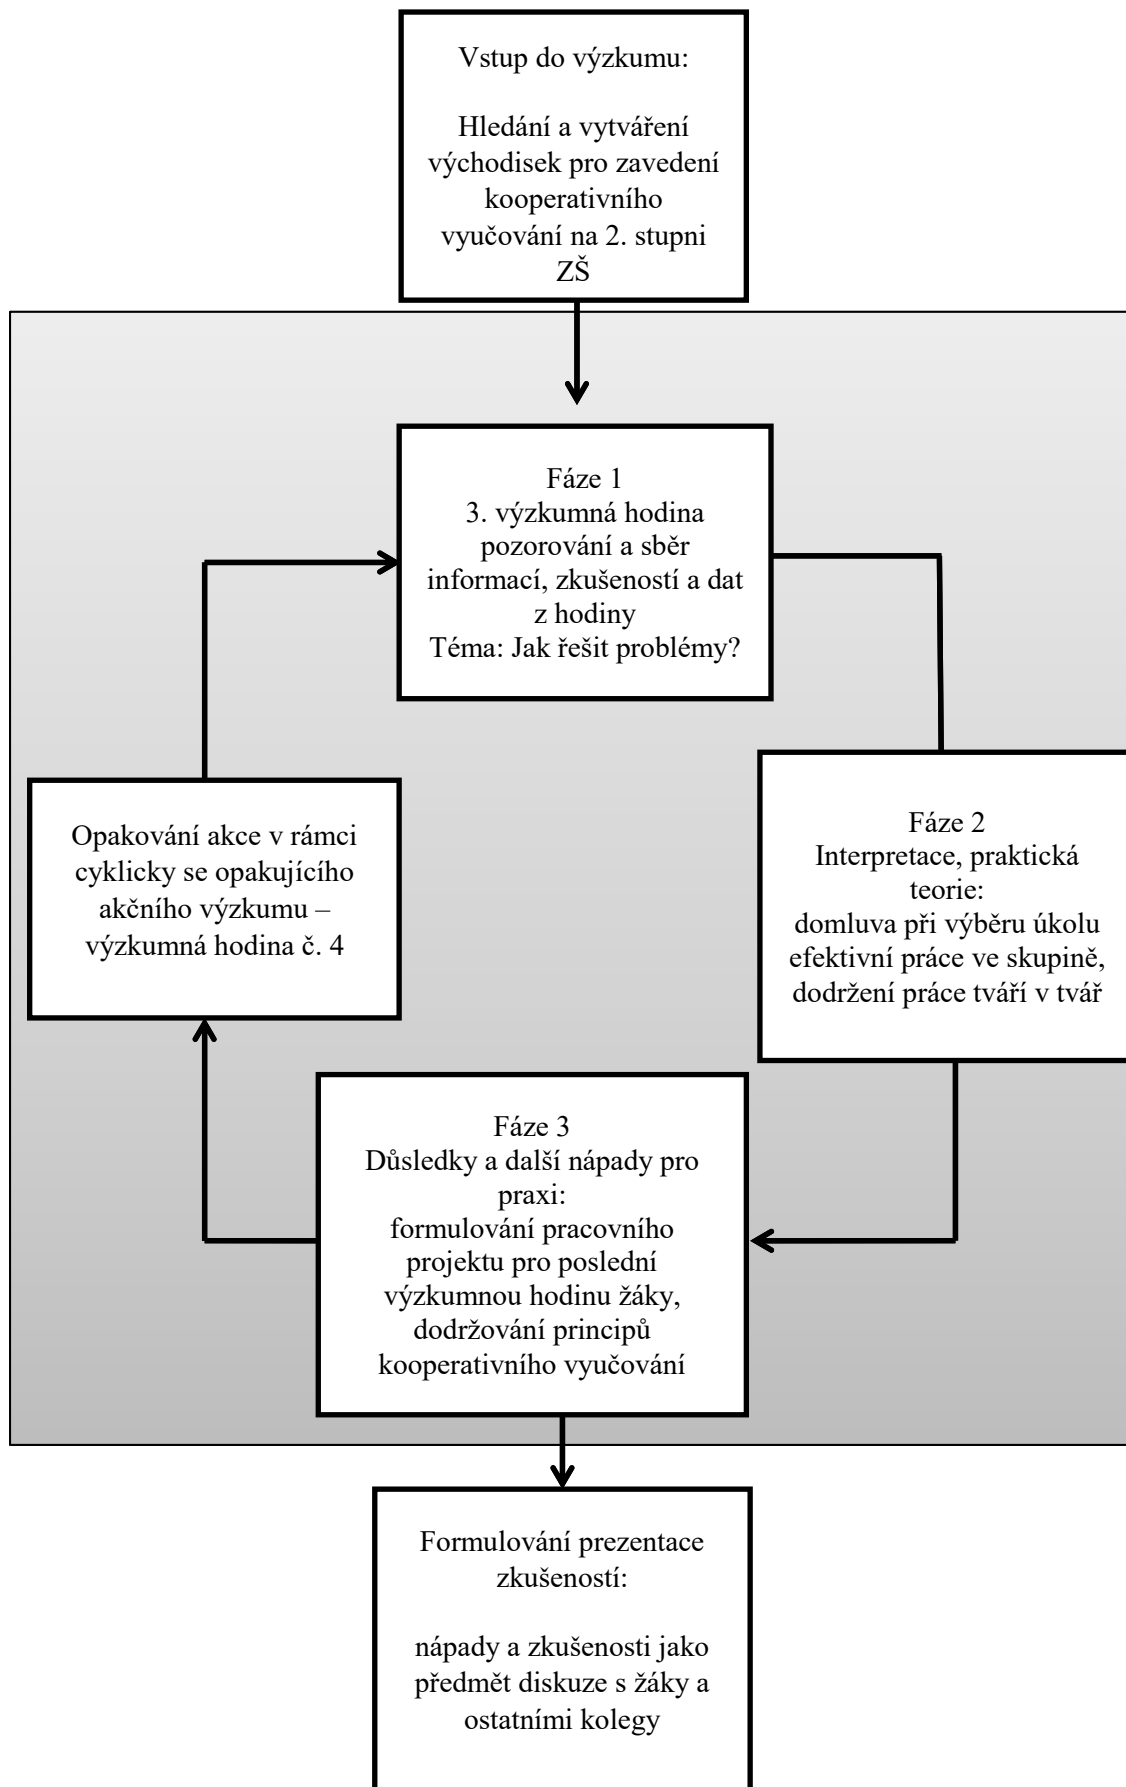 Vstup do výzkumu:
Hledání a vytváření
východisek pro zavedení
kooperativního
vyučování na 2. stupni
ZŠ
Fáze 1
3. výzkumná hodina
pozorování a sběr
informací, zkušeností a dat
z hodiny
Téma: Jak řešit problémy?
Fáze 2
Interpretace, praktická
teorie:
domluva při výběru úkolu
efektivní práce ve skupině,
dodržení práce tváří v tvář
Fáze 3
Důsledky a další nápady pro
praxi:
formulování pracovního
projektu pro poslední
výzkumnou hodinu žáky,
dodržování principů
kooperativního vyučování
Opakování akce v rámci
cyklicky se opakujícího
akčního výzkumu –
výzkumná hodina č. 4
Formulování prezentace
zkušeností:
nápady a zkušenosti jako
předmět diskuze s žáky a
ostatními kolegy